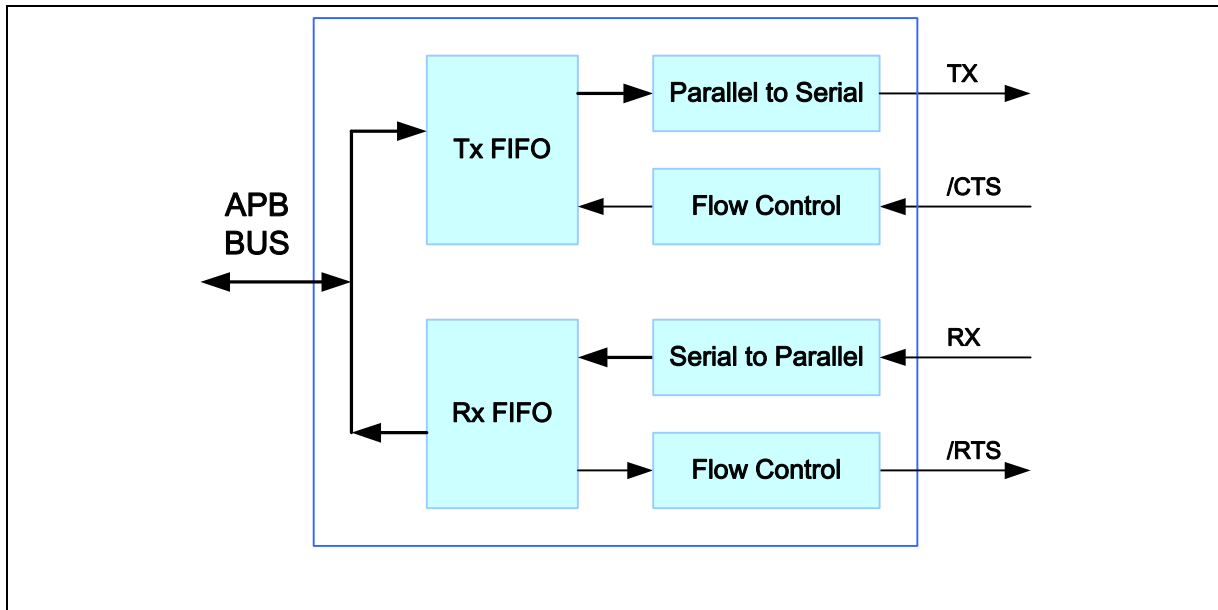 APB
BUS
Tx FIFO
Parallel to Serial
TX
Flow Control
/CTS
Rx FIFO
Serial to Parallel
RX
Flow Control
/RTS